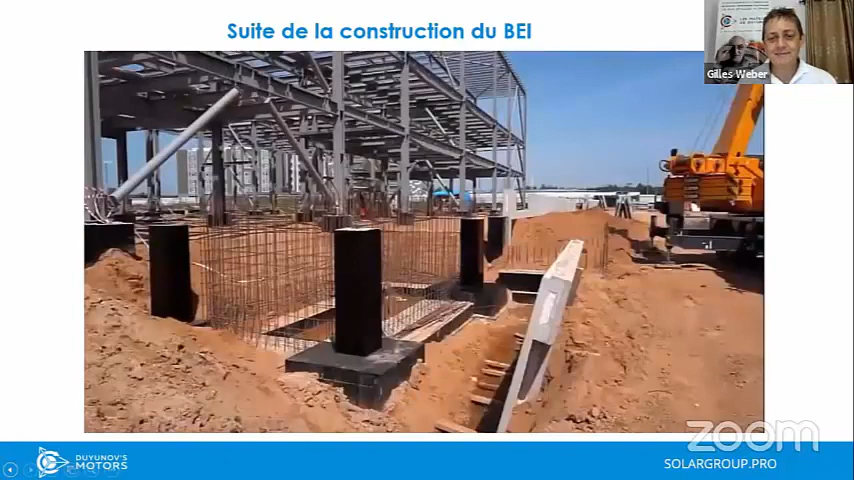 Suite de la construction du BEI
Gilles Weber
zoom
DUYUNOV'S
MOTORS
SOLARGROUP.PRO